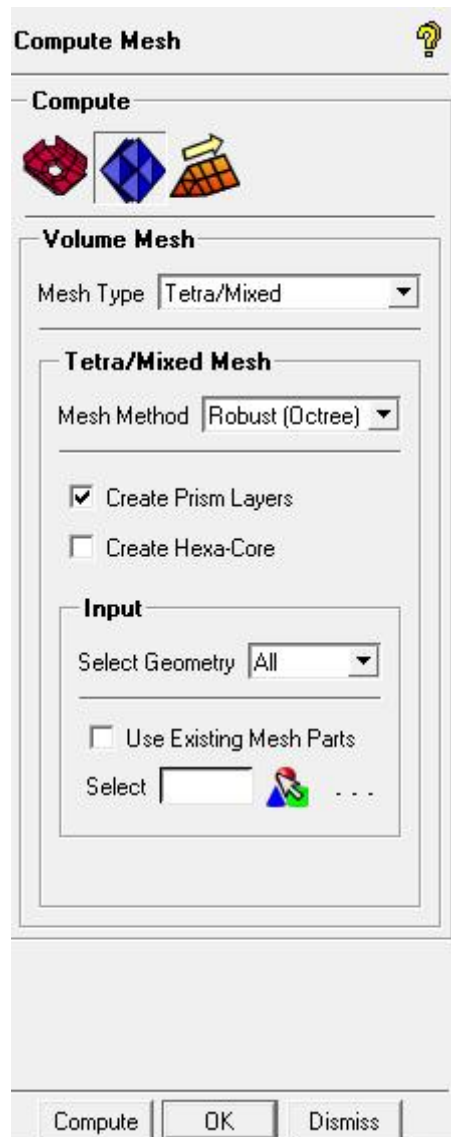 Compute Mesh
Compute
Volume Mesh
Mesh Type Tetra/Mixed
Tetra/Mixed Mesh
Mesh Method Robust (Octree)
Create Prism Layers
Create Hexa-Core
Input
Select Geometry All
Use Existing Mesh Parts
Select ...
Compute OK Dismiss